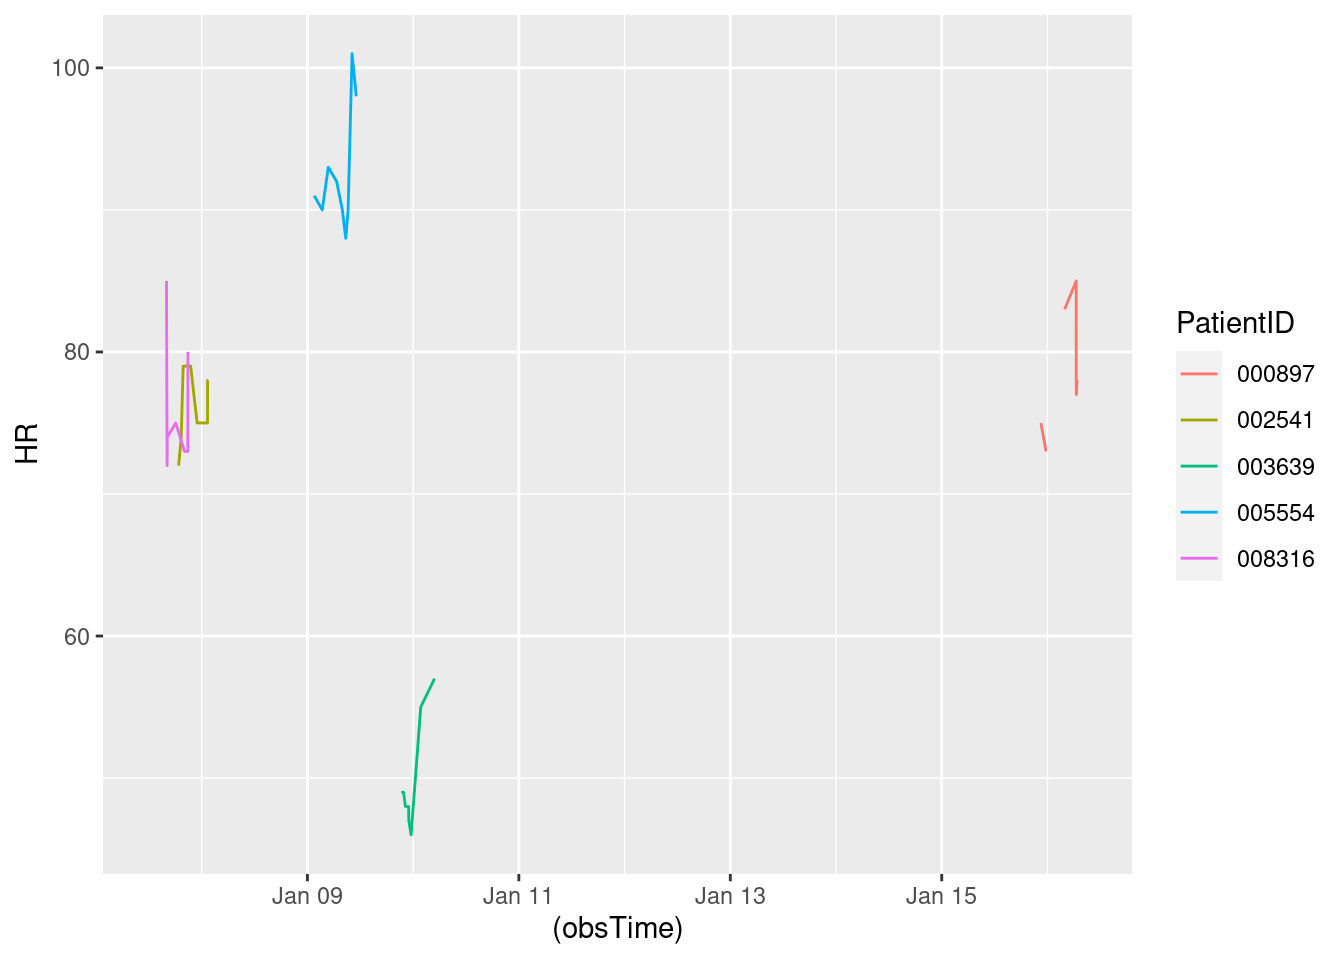 100
80
60
HR
Jan 09
Jan 11
Jan 13
Jan 15
(obsTime)
PatientID
000897
002541
003639
005554
008316